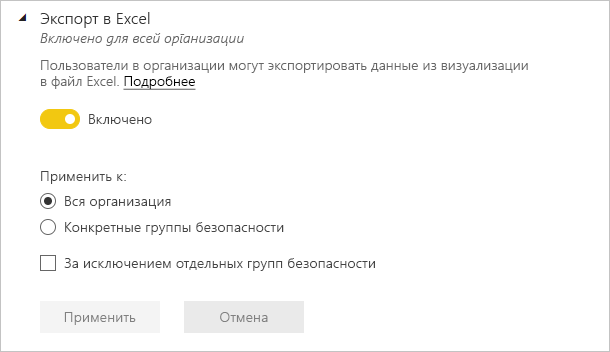 Экспорт в Excel
Включено для всей организации
Пользователи в организации могут экспортировать данные из визуализации
в файл Excel. Подробнее
Включено
Применить к:
Вся организация
Конкретные группы безопасности
За исключением отдельных групп безопасности
Применить
Отмена